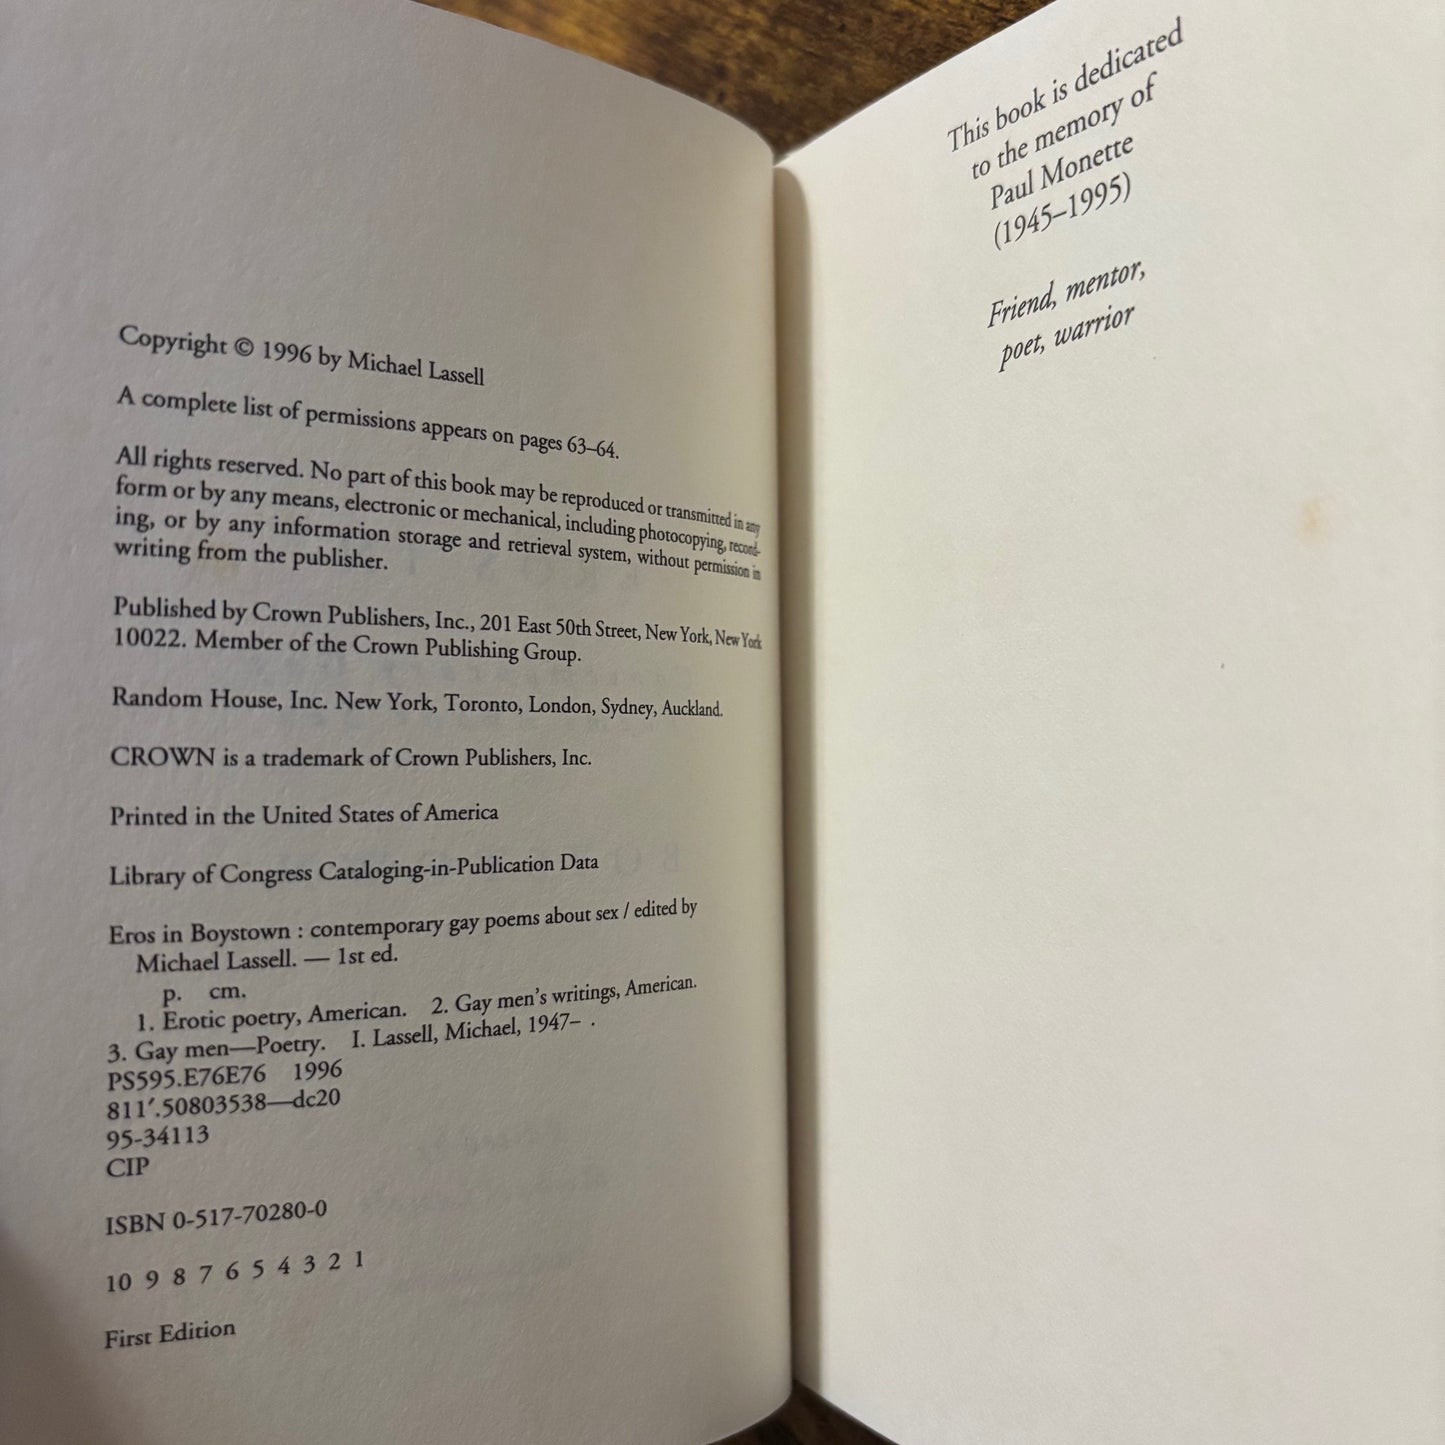 Copyright © 1996 by Michael Lassell
A complete list of permissions appears on pages 63–64.
All rights reserved. No part of this book may be reproduced or transmitted in any
form or by any means, electronic or mechanical, including photocopying, record-
ing, or by any information storage and retrieval system, without permission in
writing from the publisher.
Published by Crown Publishers, Inc., 201 East 50th Street, New York, New York
10022. Member of the Crown Publishing Group.
Random House, Inc. New York, Toronto, London, Sydney, Auckland.
CROWN is a trademark of Crown Publishers, Inc.
Printed in the United States of America
Library of Congress Cataloging-in-Publication Data
Eros in Boystown : contemporary gay poems about sex / edited by
Michael Lassell. — 1st ed.
p. cm.
1. Erotic poetry, American. 2. Gay men's writings, American.
3. Gay men—Poetry. I. Lassell, Michael, 1947– .
PS595.E76E76 1996
811′.50803538—dc20
95-34113
CIP
ISBN 0-517-70280-0
10 9 8 7 6 5 4 3 2 1
First Edition
This book is dedicated
to the memory of
Paul Monette
(1945–1995)
Friend, mentor,
poet, warrior